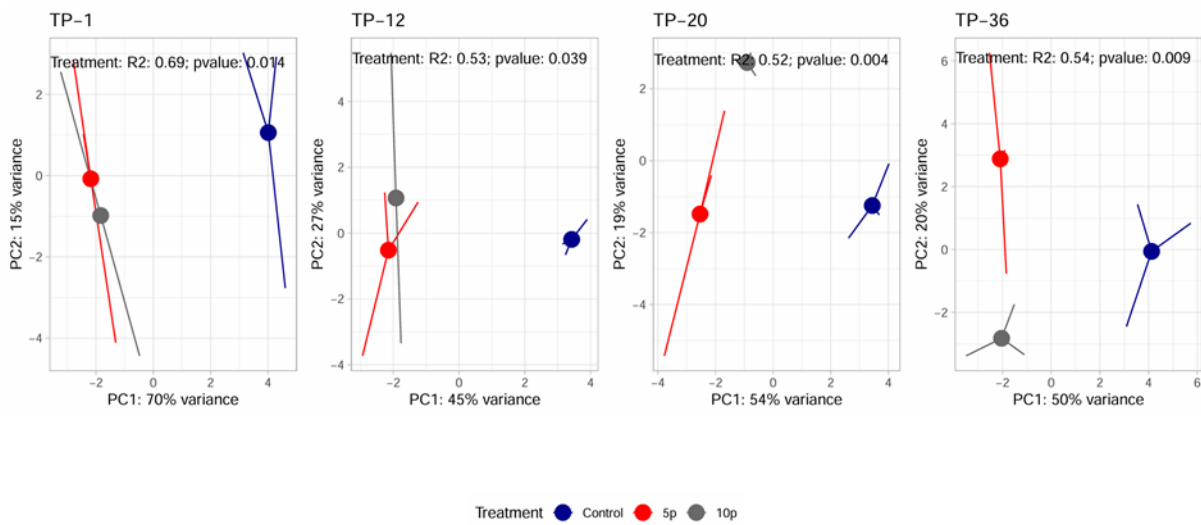 TP−1
TP−12
TP−20
TP−36
Treatment: R2: 0.69; pvalue: 0.014
Treatment: R2: 0.53; pvalue: 0.039
Treatment: R2: 0.52; pvalue: 0.004
Treatment: R2: 0.54; pvalue: 0.009
PC2: 15% variance
2
0
−2
−4
−2
0
2
4
PC1: 70% variance
PC2: 27% variance
4
2
0
−2
−4
−2
0
2
4
PC1: 45% variance
PC2: 19% variance
2
0
−2
−4
−4
−2
0
2
4
PC1: 54% variance
PC2: 20% variance
6
4
2
0
−2
−2
0
2
4
6
PC1: 50% variance
Treatment Control 5p 10p